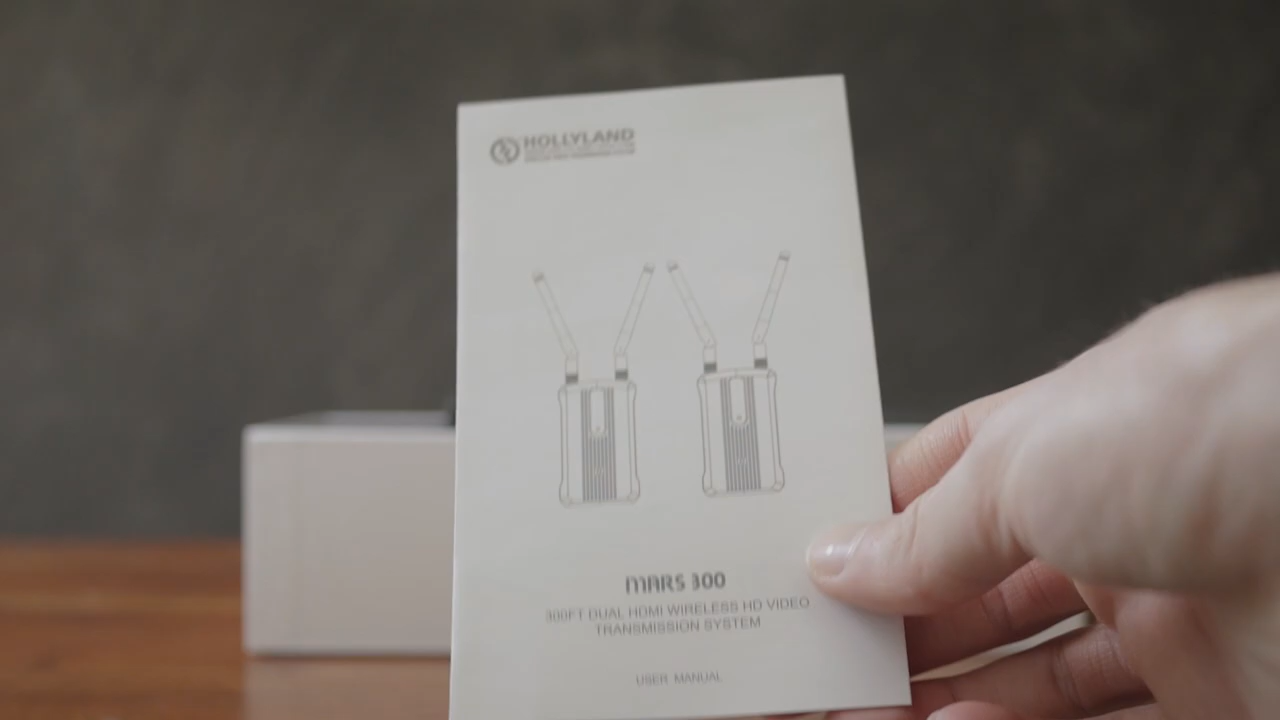 HOLLYLAND
MARS 300
300FT DUAL HDMI WIRELESS HD VIDEO
TRANSMISSION SYSTEM
USER MANUAL